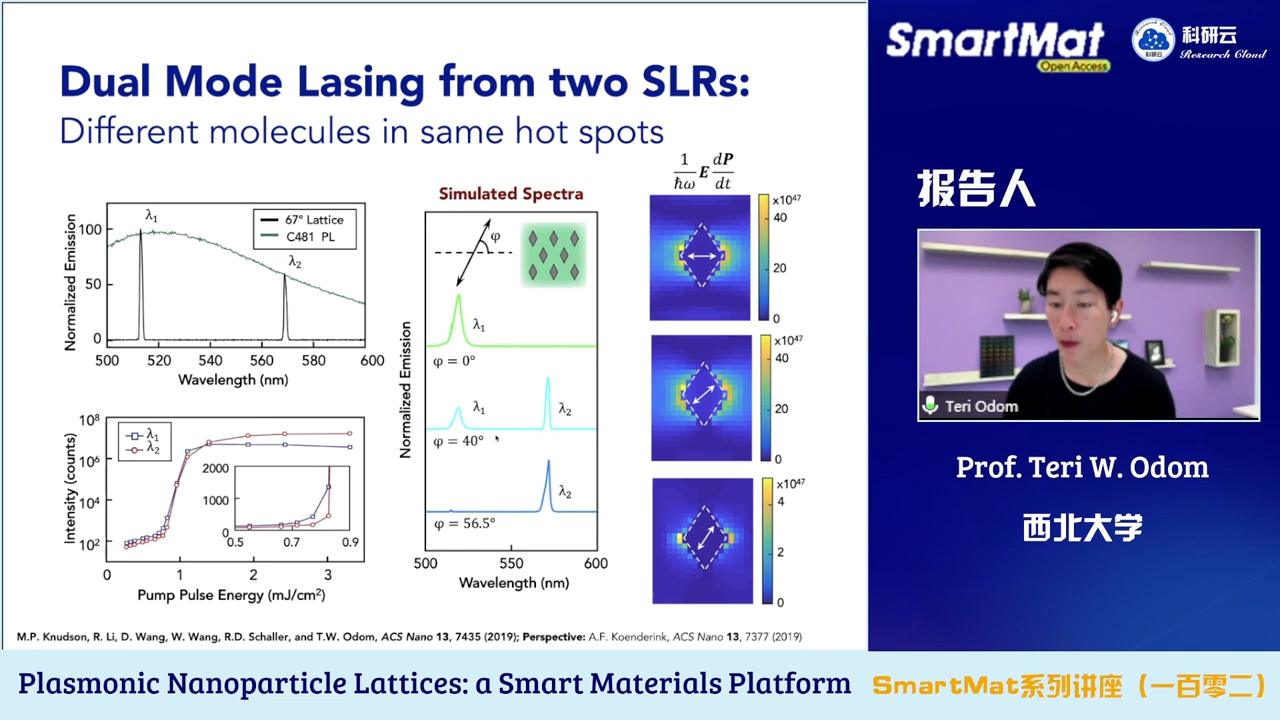 Dual Mode Lasing from two SLRs:
Different molecules in same hot spots
Normalized Emission
100
50
0
λ₁
λ₂
67° Lattice
C481 PL
500 520 540 560 580 600
Wavelength (nm)
Intensity (counts)
10⁸
10⁶
10⁴
10²
λ₁
λ₂
2000
1000
0
0.5 0.7 0.9
0 1 2 3
Pump Pulse Energy (mJ/cm²)
Simulated Spectra
Normalized Emission
φ
λ₁
φ = 0°
λ₁
λ₂
φ = 40°
λ₂
φ = 56.5°
500 550 600
Wavelength (nm)
1/ħω E dP/dt
x10⁴⁷
40
20
0
x10⁴⁷
40
20
0
x10⁴⁷
4
2
0
M.P. Knudson, R. Li, D. Wang, W. Wang, R.D. Schaller, and T.W. Odom, ACS Nano 13, 7435 (2019); Perspective: A.F. Koenderink, ACS Nano 13, 7377 (2019)
SmartMat
Open Access
Research Cloud
科研云
科研云
Research Cloud
报告人
Teri Odom
Prof. Teri W. Odom
西北大学
Plasmonic Nanoparticle Lattices: a Smart Materials Platform
SmartMat系列讲座（一百零二）